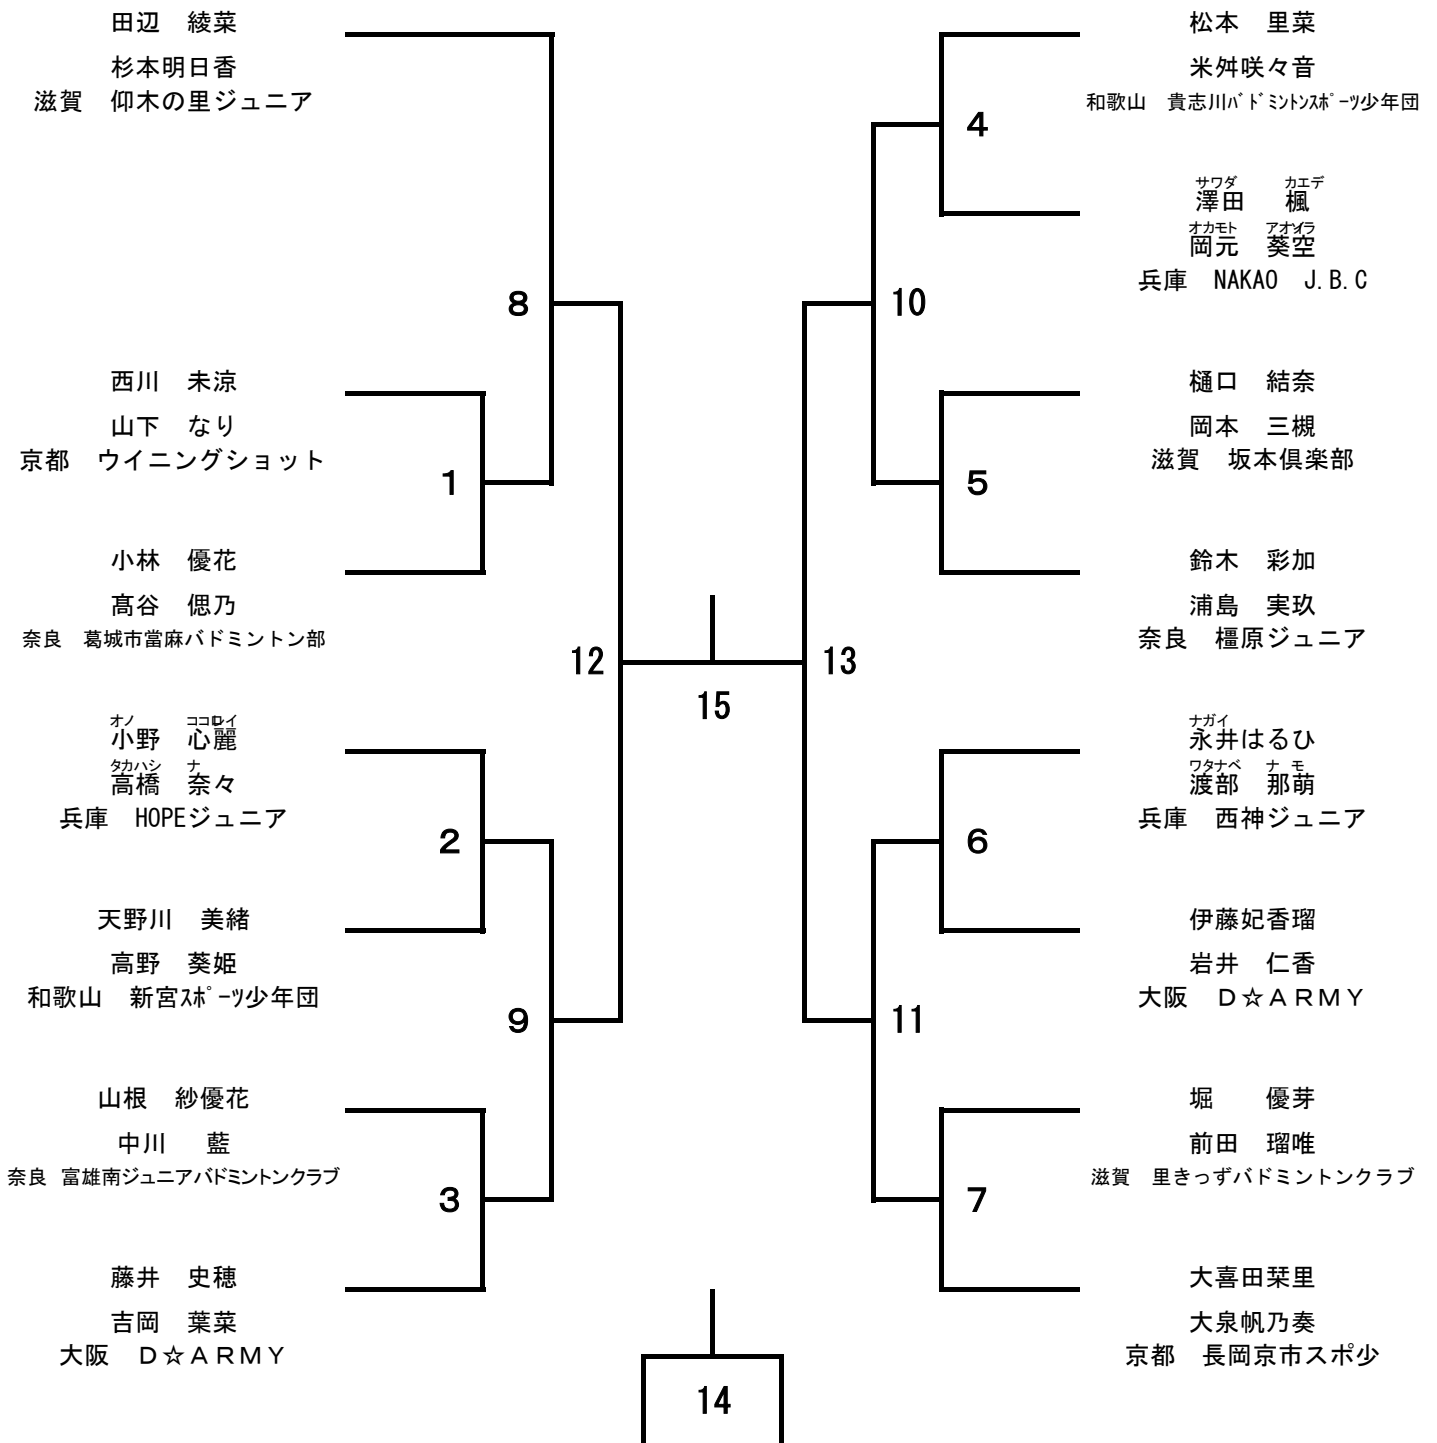 田辺　綾菜
杉本明日香
滋賀　仰木の里ジュニア
8
西川　未涼
山下　なり
京都　ウイニングショット
1
小林　優花
髙谷　偲乃
奈良　葛城市當麻バドミントン部
12
オノ　ココロ
小野　心麗
タカハシ　ナ
高橋　奈々
兵庫　HOPEジュニア
2
天野川　美緒
高野　葵姫
和歌山　新宮ｽﾎﾟｰﾂ少年団
9
山根　紗優花
中川　藍
奈良　富雄南ジュニアバドミントンクラブ
3
藤井　史穂
吉岡　葉菜
大阪　Ｄ☆ＡＲＭＹ
15
14
松本　里菜
米舛咲々音
和歌山　貴志川ﾊﾞﾄﾞﾐﾝﾄﾝｽﾎﾟｰﾂ少年団
4
サワダ　カエデ
澤田　楓
オカモト
岡元　葵空
兵庫　NAKAO　J.B.C
10
樋口　結奈
岡本　三槻
滋賀　坂本倶楽部
5
鈴木　彩加
浦島　実玖
奈良　橿原ジュニア
13
ナガイ
永井はるひ
ワタナベ　ナ　モ
渡部　那萌
兵庫　西神ジュニア
6
伊藤妃香瑠
岩井　仁香
大阪　Ｄ☆ＡＲＭＹ
11
堀　優芽
前田　瑠唯
滋賀　里きっずバドミントンクラブ
7
大喜田栞里
大泉帆乃奏
京都　長岡京市スポ少